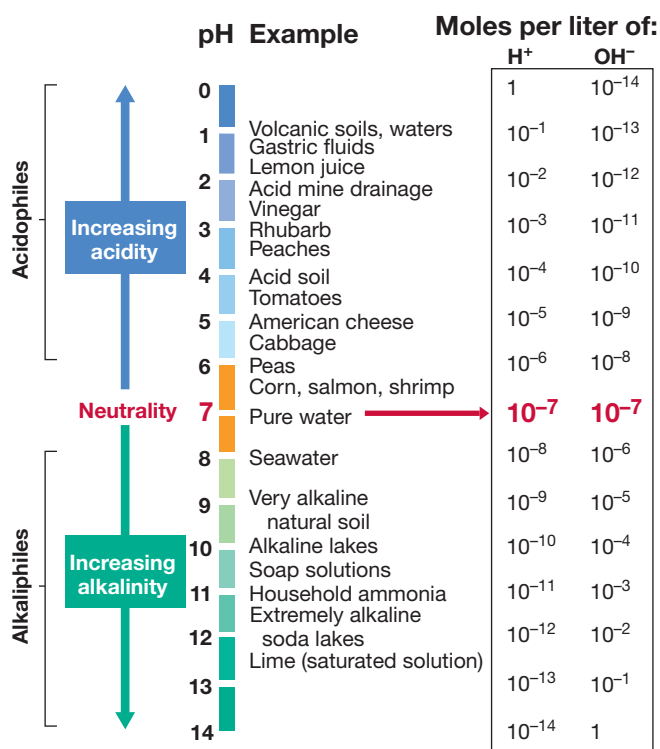 pH Example Moles per liter of:
H⁺ OH⁻
0 1 10⁻¹⁴
1 Volcanic soils, waters 10⁻¹ 10⁻¹³
Gastric fluids
Lemon juice
2 Acid mine drainage 10⁻² 10⁻¹²
Vinegar
3 Rhubarb 10⁻³ 10⁻¹¹
Peaches
4 Acid soil 10⁻⁴ 10⁻¹⁰
Tomatoes
5 American cheese 10⁻⁵ 10⁻⁹
Cabbage
6 Peas 10⁻⁶ 10⁻⁸
Corn, salmon, shrimp
Neutrality 7 Pure water 10⁻⁷ 10⁻⁷
8 Seawater 10⁻⁸ 10⁻⁶
9 Very alkaline 10⁻⁹ 10⁻⁵
natural soil
10 Alkaline lakes 10⁻¹⁰ 10⁻⁴
Soap solutions
11 Household ammonia 10⁻¹¹ 10⁻³
Extremely alkaline
12 soda lakes 10⁻¹² 10⁻²
Lime (saturated solution)
13 10⁻¹³ 10⁻¹
14 10⁻¹⁴ 1
Acidophiles
Increasing
acidity
Alkaliphiles
Increasing
alkalinity